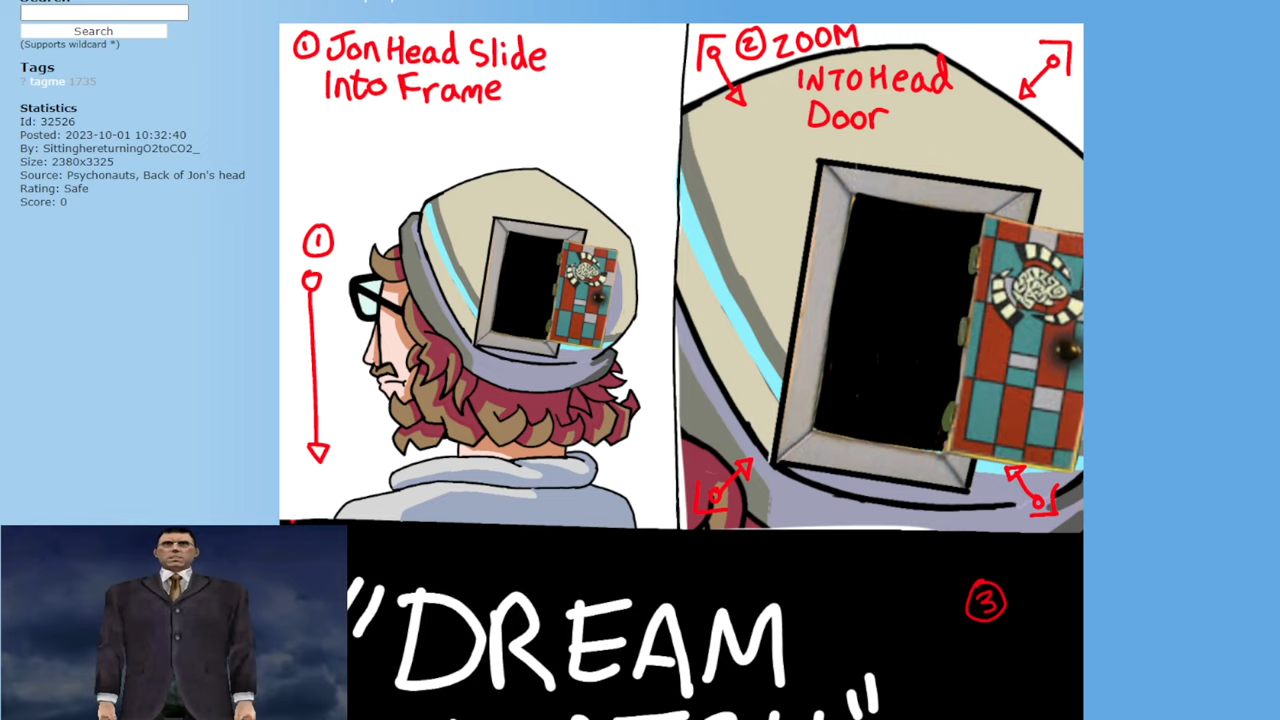 Search
Search
(Supports wildcard *)
Tags
? tagme 1735
Statistics
Id: 32526
Posted: 2023-10-01 10:32:40
By: SittinghereturningO2toCO2_
Size: 2380x3325
Source: Psychonauts, Back of Jon's head
Rating: Safe
Score: 0
① Jon Head Slide
Into Frame
①
② ZOOM
INTO Head
Door
③
"DREAM